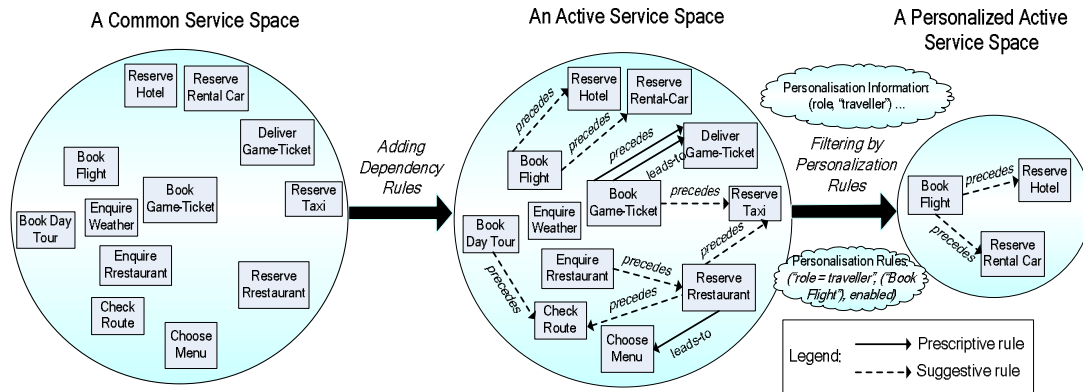 A Common Service Space
Reserve
Hotel
Reserve
Rental Car
Deliver
Game-Ticket
Book
Flight
Book
Game-Ticket
Reserve
Taxi
Book Day
Tour
Enquire
Weather
Enquire
Rrestaurant
Reserve
Rrestaurant
Check
Route
Choose
Menu
Adding
Dependency
Rules
An Active Service Space
Reserve
Hotel
Reserve
Rental-Car
precedes
precedes
Deliver
Game-Ticket
precedes
leads-to
Book
Flight
Book
Game-Ticket
precedes
Reserve
Taxi
Book
Day Tour
Enquire
Weather
precedes
Enquire
Rrestaurant
precedes
Reserve
Rrestaurant
precedes
precedes
Check
Route
Choose
Menu
leads-to
Personalisation Information:
(role, “traveller”) ...
Filtering by
Personalization
Rules
Personalisation Rules:
(“role = traveller”, (“Book
Flight”), enabled)
A Personalized Active
Service Space
Book
Flight
precedes
Reserve
Hotel
precedes
Reserve
Rental Car
Legend:
Prescriptive rule
Suggestive rule